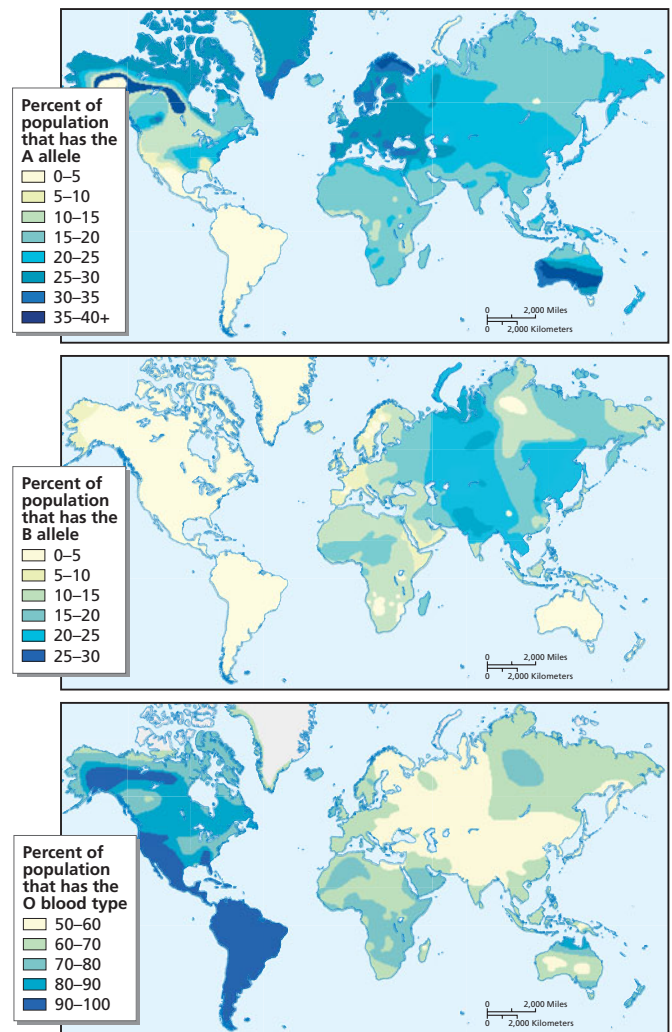 Percent of
population
that has the
A allele
0–5
5–10
10–15
15–20
20–25
25–30
30–35
35–40+
0 2,000 Miles
0 2,000 Kilometers
Percent of
population
that has the
B allele
0–5
5–10
10–15
15–20
20–25
25–30
0 2,000 Miles
0 2,000 Kilometers
Percent of
population
that has the
O blood type
50–60
60–70
70–80
80–90
90–100
0 2,000 Miles
0 2,000 Kilometers